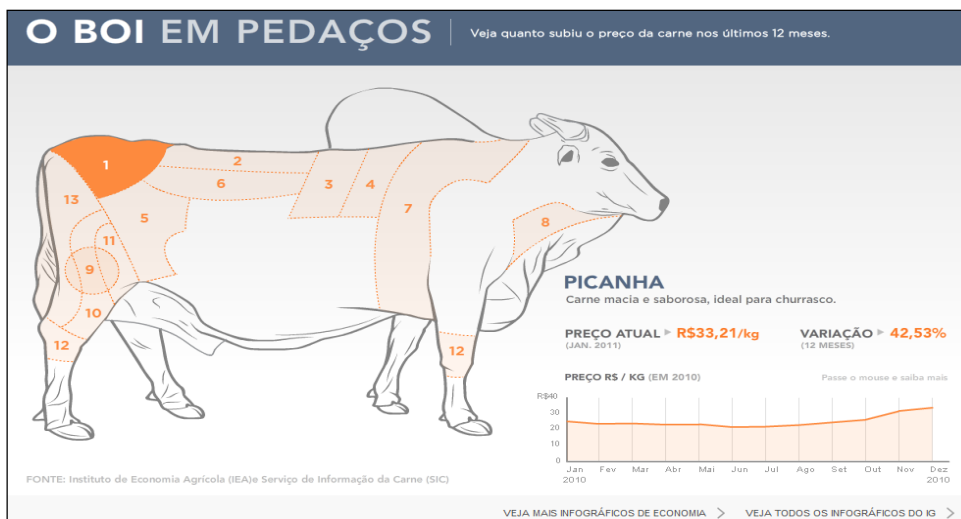 O BOI EM PEDAÇOS
Veja quanto subiu o preço da carne nos últimos 12 meses.
1
2
6
3
4
7
8
13
5
11
9
10
12
12
PICANHA
Carne macia e saborosa, ideal para churrasco.
PREÇO ATUAL R$33,21/kg VARIAÇÃO 42,53%
(JAN. 2011) (12 MESES)
PREÇO R$ / KG (EM 2010) Passe o mouse e saiba mais
R$40
30
20
10
0
Jan Fev Mar Abr Mai Jun Jul Ago Set Out Nov Dez
2010 2010
FONTE: Instituto de Economia Agrícola (IEA)e Serviço de Informação da Carne (SIC)
VEJA MAIS INFOGRÁFICOS DE ECONOMIA > VEJA TODOS OS INFOGRÁFICOS DO IG >